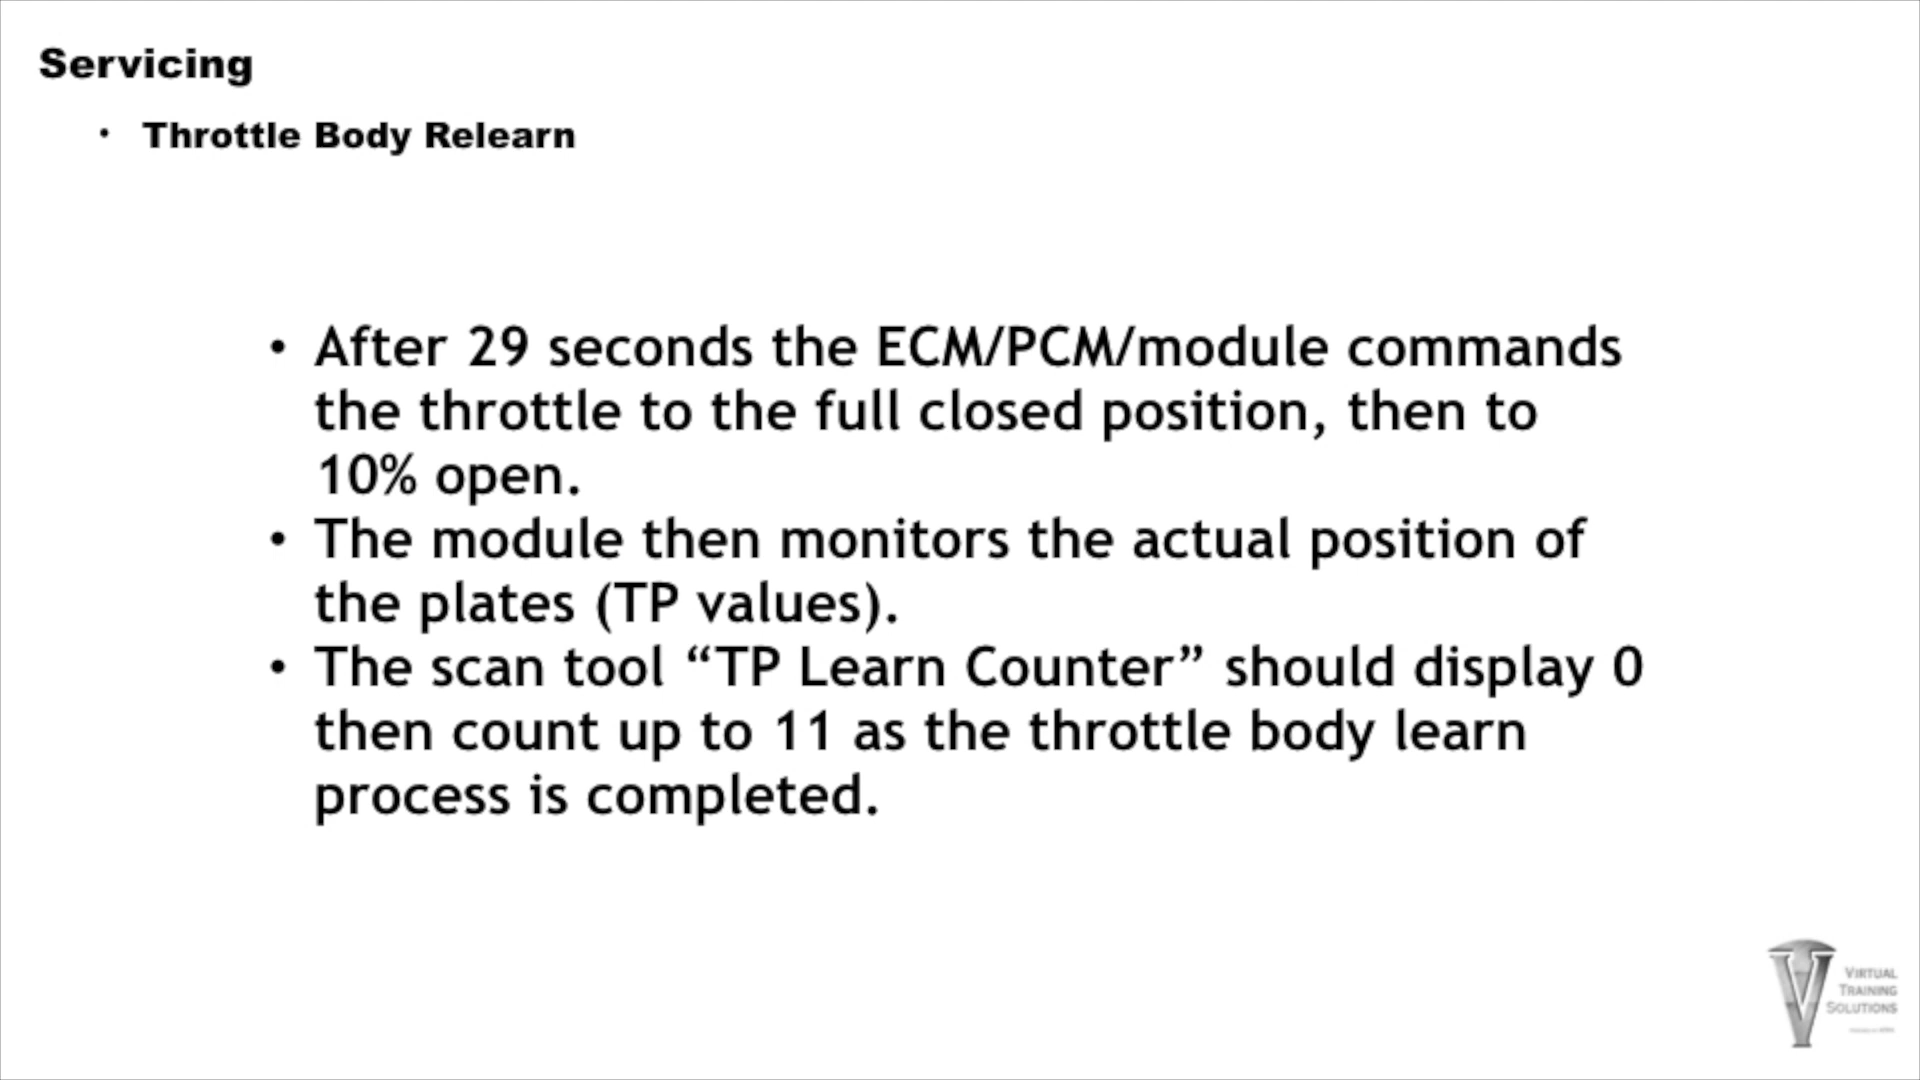 Servicing
• Throttle Body Relearn
• After 29 seconds the ECM/PCM/module commands
the throttle to the full closed position, then to
10% open.
• The module then monitors the actual position of
the plates (TP values).
• The scan tool “TP Learn Counter” should display 0
then count up to 11 as the throttle body learn
process is completed.
VIRTUAL
TRAINING
SOLUTIONS